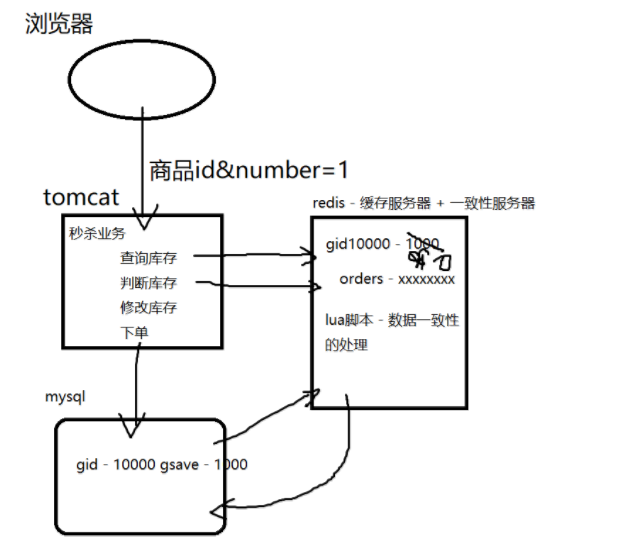 浏览器
商品id&number=1
tomcat
redis - 缓存服务器 + 一致性服务器
秒杀业务
查询库存
判断库存
修改库存
下单
gid10000 - 1000
orders - xxxxxxxx
lua脚本 - 数据一致性
的处理
mysql
gid - 10000 gsave - 1000